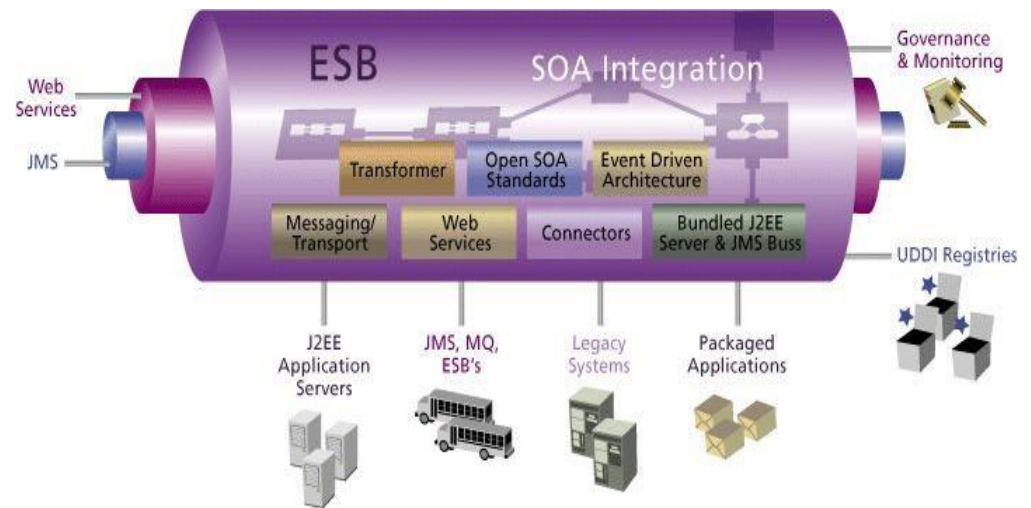 ESB
SOA Integration
Governance
& Monitoring
Web
Services
JMS
Transformer
Open SOA
Standards
Event Driven
Architecture
Messaging/
Transport
Web
Services
Connectors
Bundled J2EE
Server & JMS Buss
UDDI Registries
J2EE
Application
Servers
JMS, MQ,
ESB's
Legacy
Systems
Packaged
Applications